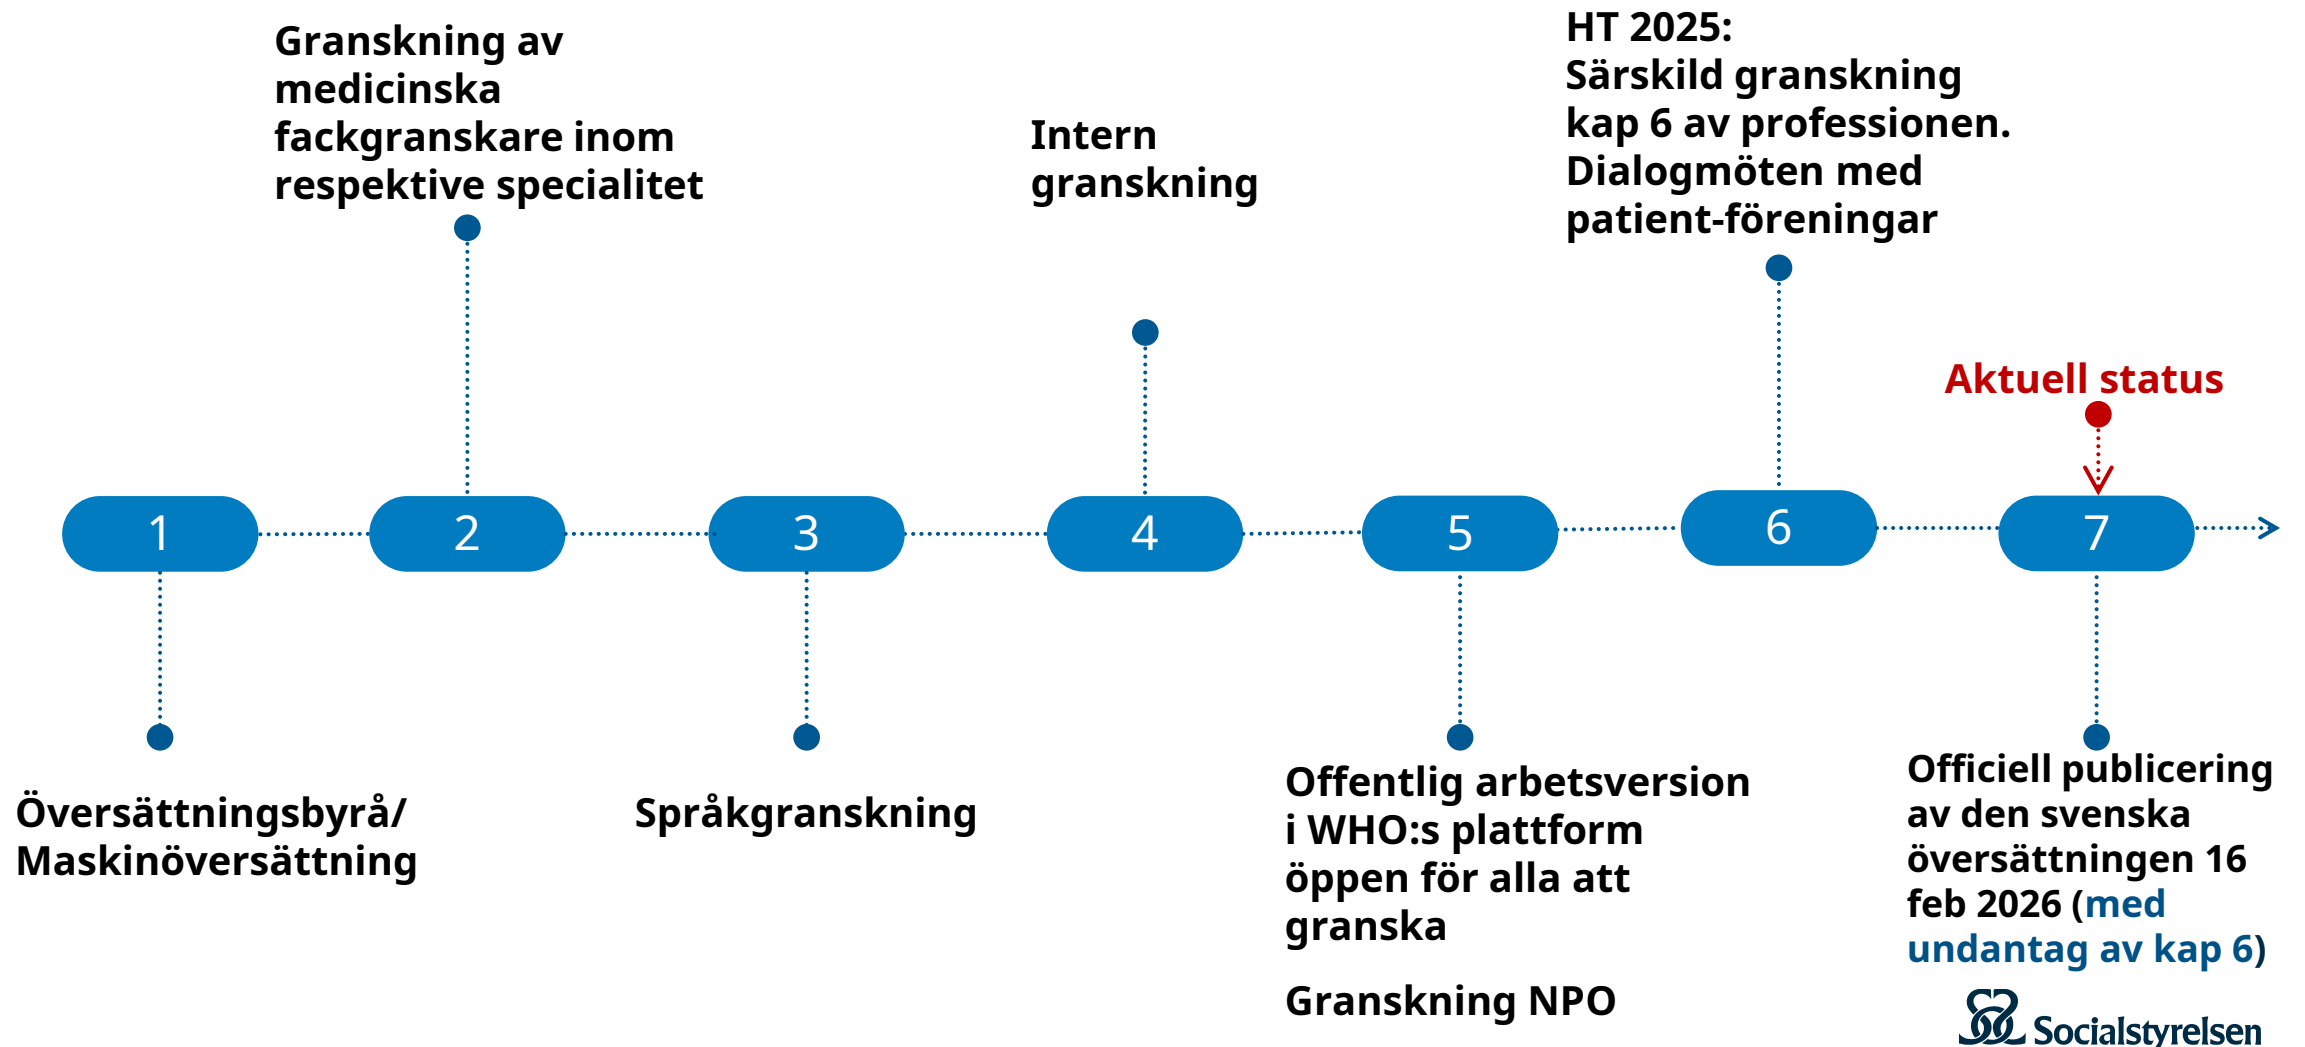 Granskning av
medicinska
fackgranskare inom
respektive specialitet
Intern
granskning
HT 2025:
Särskild granskning
kap 6 av professionen.
Dialogmöten med
patient-föreningar
Aktuell status
1
2
3
4
5
6
7
Översättningsbyrå/
Maskinöversättning
Språkgranskning
Offentlig arbetsversion
i WHO:s plattform
öppen för alla att
granska
Granskning NPO
Officiell publicering
av den svenska
översättningen 16
feb 2026 (med
undantag av kap 6)
Socialstyrelsen